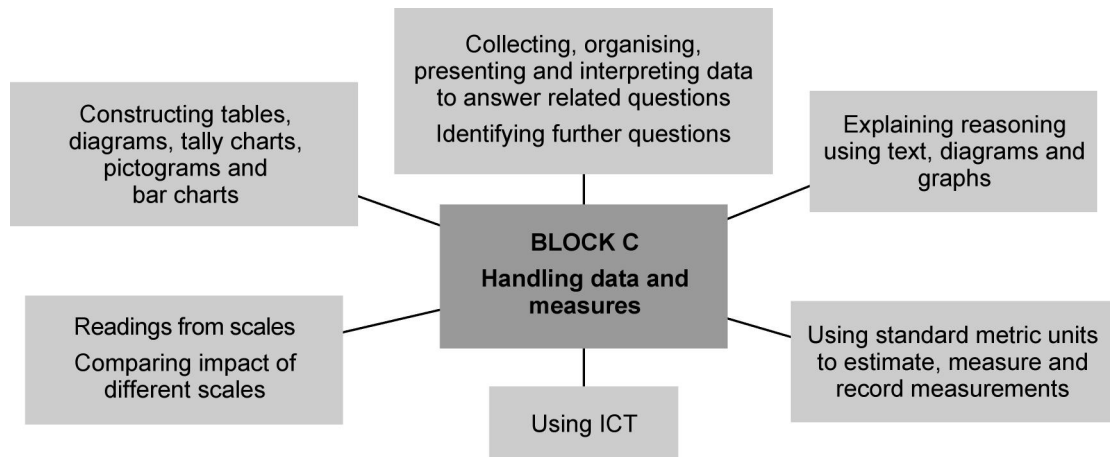 Collecting, organising,
presenting and interpreting data
to answer related questions
Identifying further questions
Constructing tables,
diagrams, tally charts,
pictograms and
bar charts
Explaining reasoning
using text, diagrams and
graphs
BLOCK C
Handling data and
measures
Readings from scales
Comparing impact of
different scales
Using standard metric units
to estimate, measure and
record measurements
Using ICT